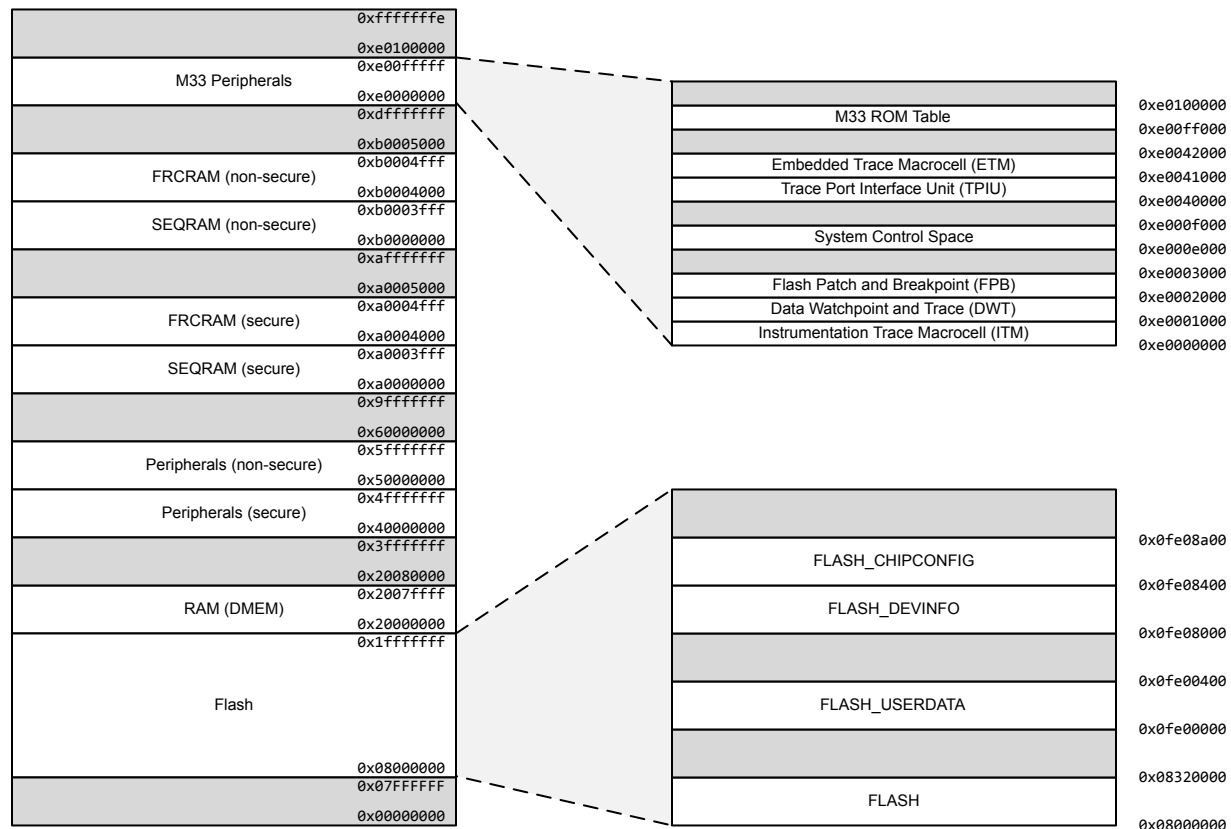 0xfffffffe
0xe0100000
M33 Peripherals
0xe00fffff
0xe0000000
0xdfffffff
0xb0005000
FRCRAM (non-secure)
0xb0004fff
0xb0004000
SEQRAM (non-secure)
0xb0003fff
0xb0000000
0xafffffff
0xa0005000
FRCRAM (secure)
0xa0004fff
0xa0004000
SEQRAM (secure)
0xa0003fff
0xa0000000
0x9fffffff
0x60000000
Peripherals (non-secure)
0x5fffffff
0x50000000
Peripherals (secure)
0x4fffffff
0x40000000
0x3fffffff
0x20080000
RAM (DMEM)
0x2007ffff
0x20000000
0x1fffffff
Flash
0x08000000
0x07FFFFFF
0x00000000
0xe0100000
M33 ROM Table
0xe00ff000
0xe0042000
Embedded Trace Macrocell (ETM)
0xe0041000
Trace Port Interface Unit (TPIU)
0xe0040000
0xe000f000
System Control Space
0xe000e000
0xe0003000
Flash Patch and Breakpoint (FPB)
0xe0002000
Data Watchpoint and Trace (DWT)
0xe0001000
Instrumentation Trace Macrocell (ITM)
0xe0000000
0x0fe08a00
FLASH_CHIPCONFIG
0x0fe08400
FLASH_DEVINFO
0x0fe08000
0x0fe00400
FLASH_USERDATA
0x0fe00000
0x08320000
FLASH
0x08000000